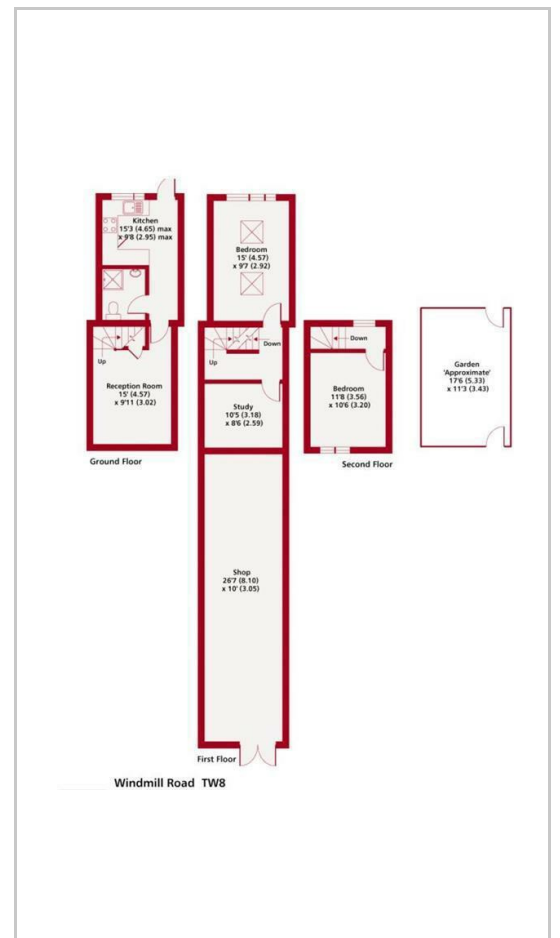 Kitchen
15'3 (4.65) max
x 9'8 (2.95) max
Up
Reception Room
15' (4.57)
x 9'11 (3.02)
Ground Floor
Bedroom
15' (4.57)
x 9'7 (2.92)
Up
Down
Study
10'5 (3.18)
x 8'6 (2.59)
Shop
26'7 (8.10)
x 10' (3.05)
First Floor
Down
Bedroom
11'8 (3.56)
x 10'6 (3.20)
Second Floor
Garden
'Approximate'
17'6 (5.33)
x 11'3 (3.43)
Windmill Road TW8